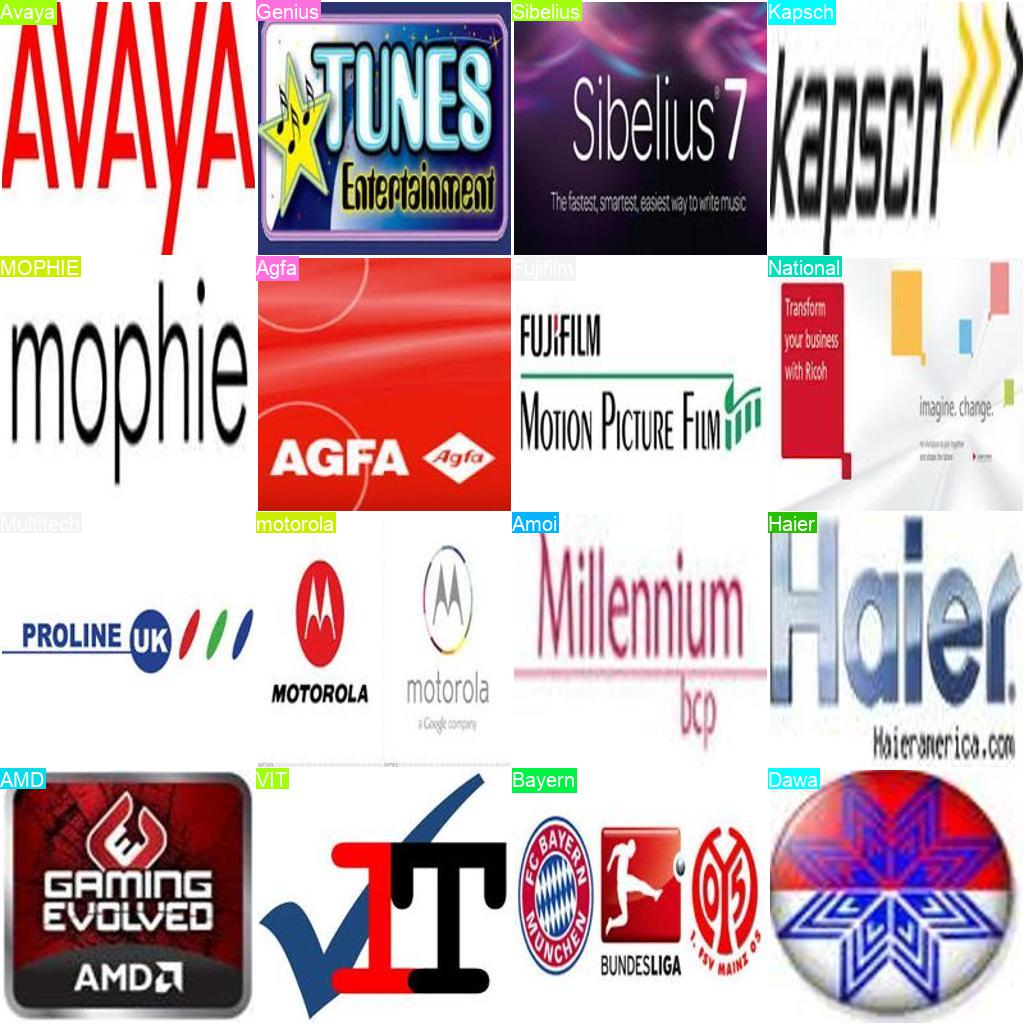 Avaya
AVAYA
Genius
TUNES
Entertainment
Sibelius
Sibelius® 7
The fastest, smartest, easiest way to write music
Kapsch
kapsch
MOPHIE
mophie
Agfa
AGFA
Agfa
Fujifilm
FUJIFILM
MOTION PICTURE FILM
National
Transform
your business
with Ricoh
imagine. change.
Multitech
PROLINE UK
motorola
MOTOROLA
motorola
a Google company
Amoi
Millennium
bcp
Haier
Haier
Haieramerica.com
AMD
GAMING
EVOLVED
AMD
VIT
IT
Bayern
FC BAYERN
MÜNCHEN
BUNDESLIGA
1. FSV MAINZ 05
Dawa